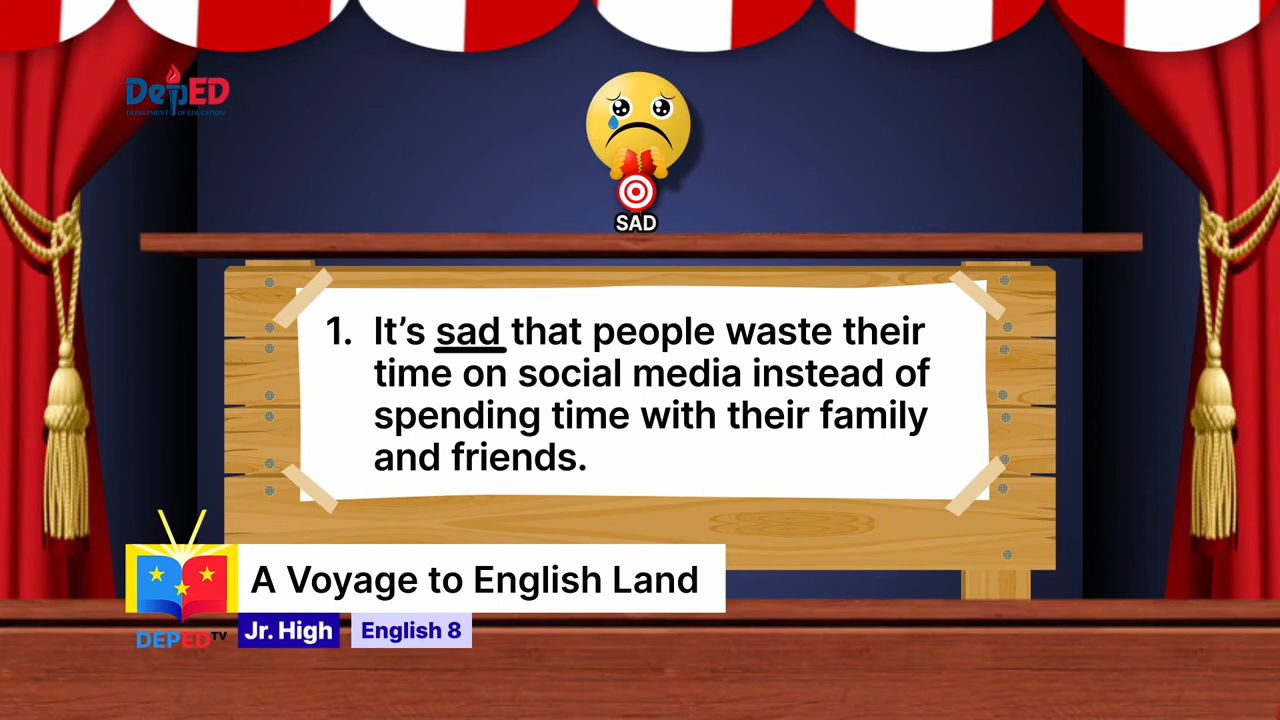 DepED
DEPARTMENT OF EDUCATION
SAD
1. It's sad that people waste their
time on social media instead of
spending time with their family
and friends.
A Voyage to English Land
DEPED TV
Jr. High
English 8